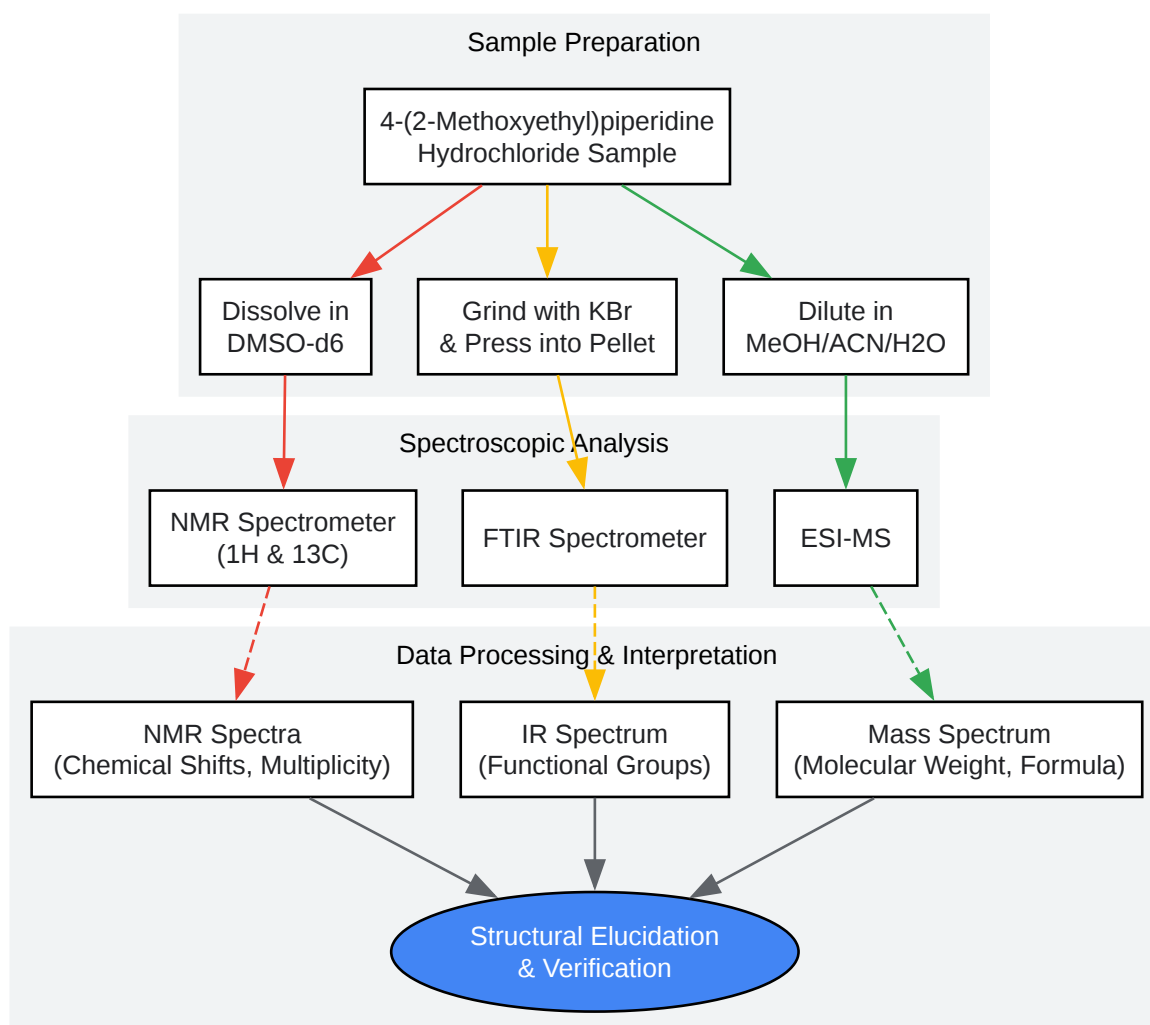 Sample Preparation
4-(2-Methoxyethyl)piperidine
Hydrochloride Sample
Dissolve in
DMSO-d6
Grind with KBr
& Press into Pellet
Dilute in
MeOH/ACN/H2O
Spectroscopic Analysis
NMR Spectrometer
(1H & 13C)
FTIR Spectrometer
ESI-MS
Data Processing & Interpretation
NMR Spectra
(Chemical Shifts, Multiplicity)
IR Spectrum
(Functional Groups)
Mass Spectrum
(Molecular Weight, Formula)
Structural Elucidation
& Verification